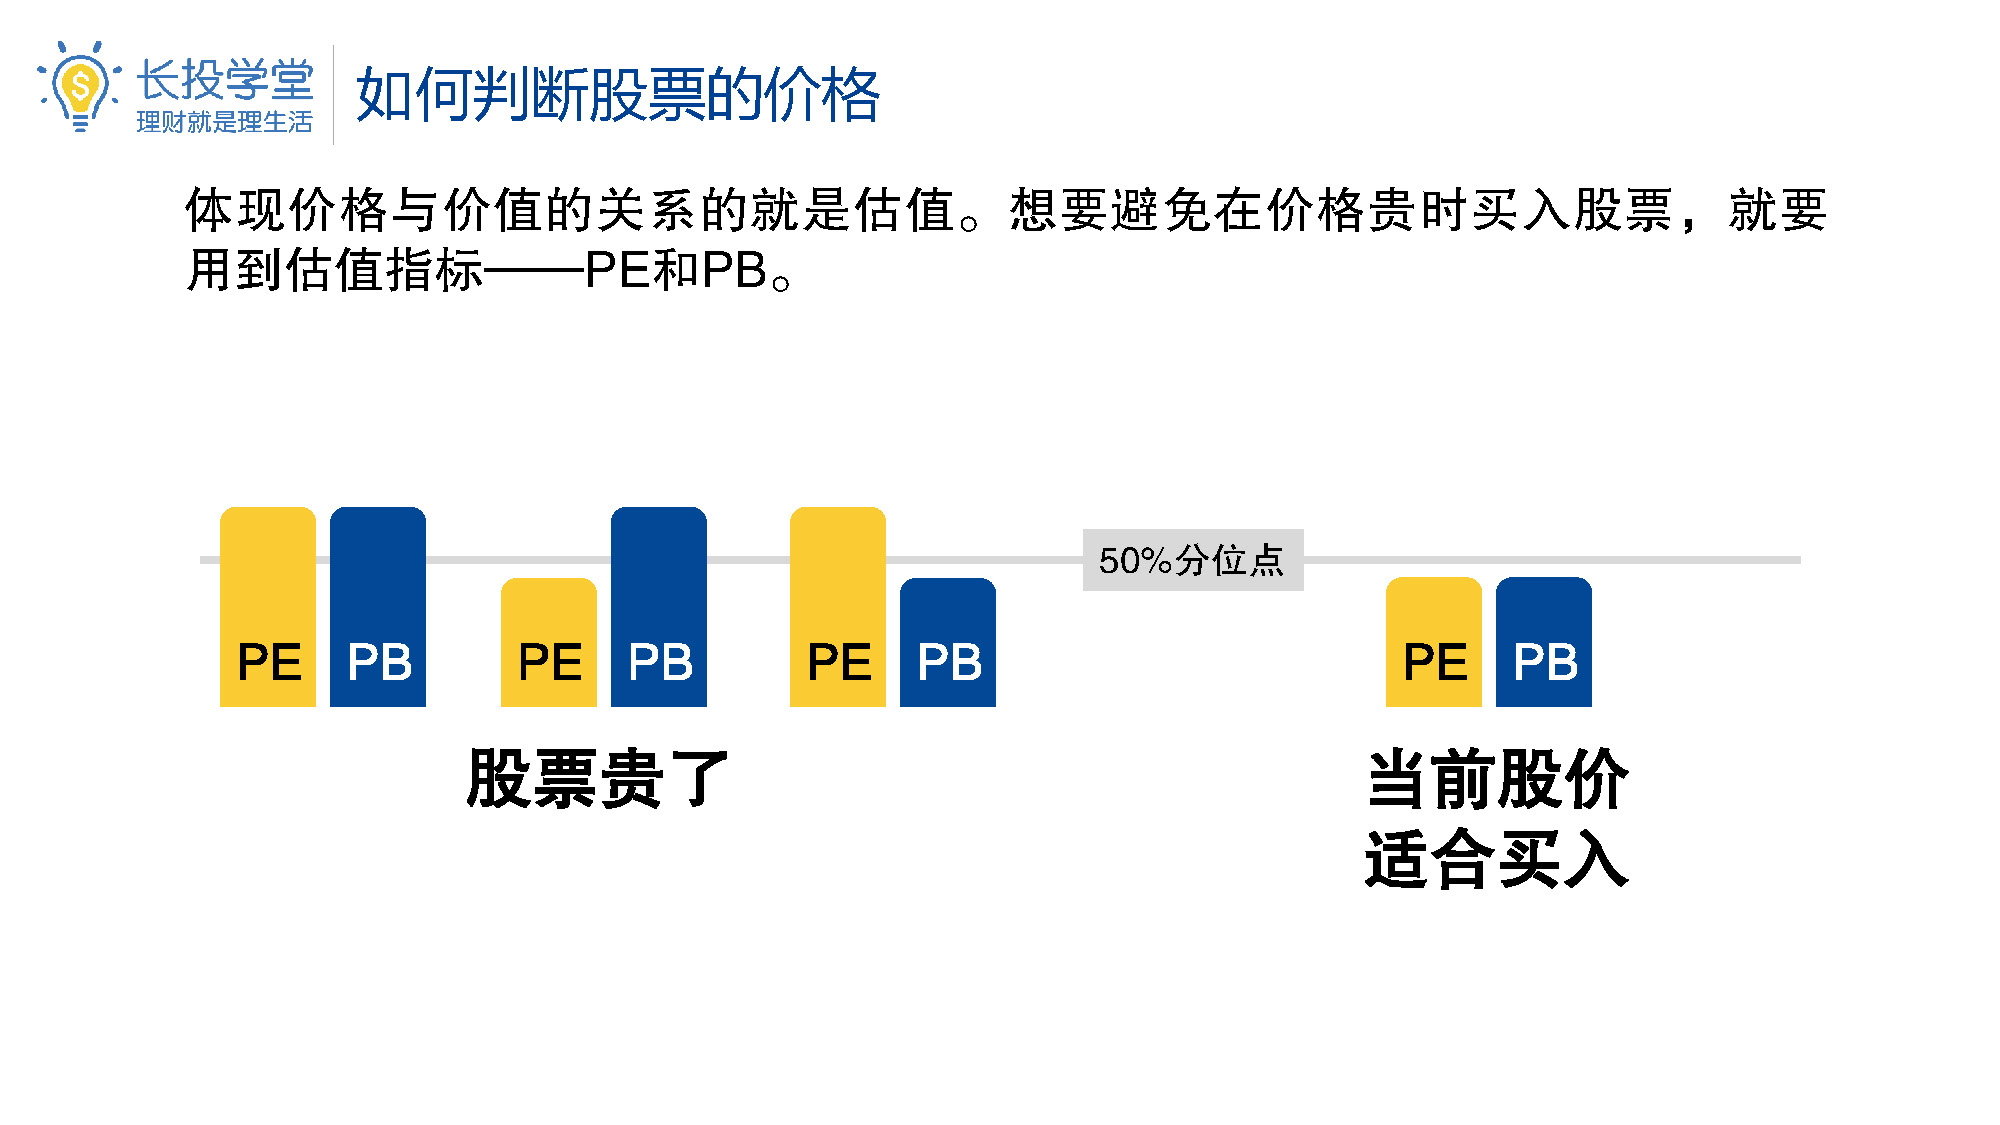 长投学堂
理财就是理生活
如何判断股票的价格
体现价格与价值的关系的就是估值。想要避免在价格贵时买入股票，就要
用到估值指标——PE和PB。
50%分位点
PE PB PE PB PE PB PE PB
股票贵了
当前股价
适合买入